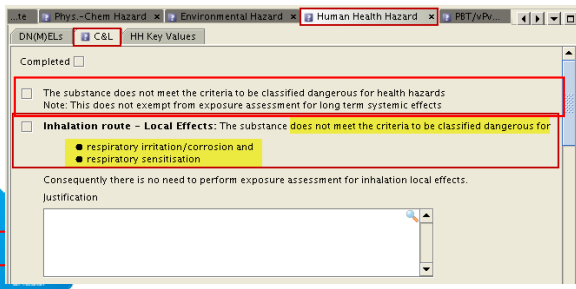 ...te Phys.-Chem Hazard × Environmental Hazard × Human Health Hazard × PBT/vPv...
DN(M)ELs C&L HH Key Values
Completed
The substance does not meet the criteria to be classified dangerous for health hazards
Note: This does not exempt from exposure assessment for long term systemic effects
Inhalation route – Local Effects: The substance does not meet the criteria to be classified dangerous for
● respiratory irritation/corrosion and
● respiratory sensitisation
Consequently there is no need to perform exposure assessment for inhalation local effects.
Justification